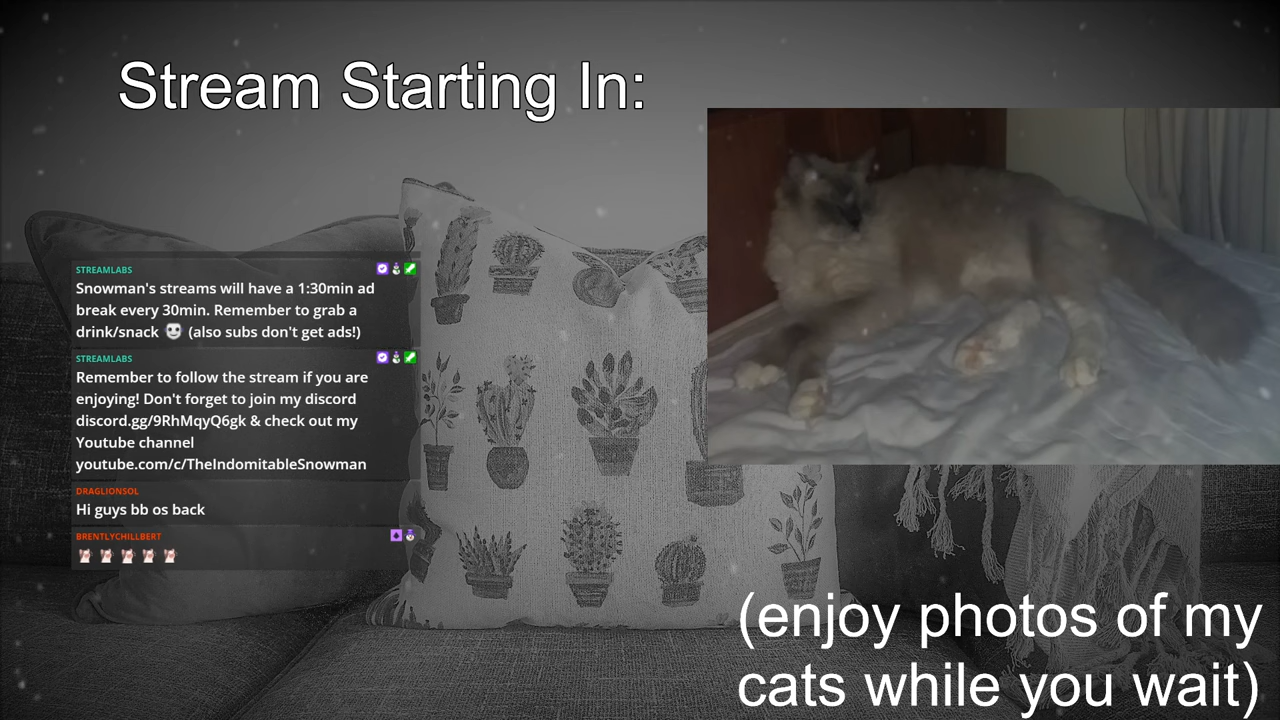 Stream Starting In:
STREAMLABS
Snowman's streams will have a 1:30min ad
break every 30min. Remember to grab a
drink/snack (also subs don't get ads!)
STREAMLABS
Remember to follow the stream if you are
enjoying! Don't forget to join my discord
discord.gg/9RhMqyQ6gk & check out my
Youtube channel
youtube.com/c/TheIndomitableSnowman
DRAGLIONSOL
Hi guys bb os back
BRENTLYCHILLBERT
(enjoy photos of my
cats while you wait)